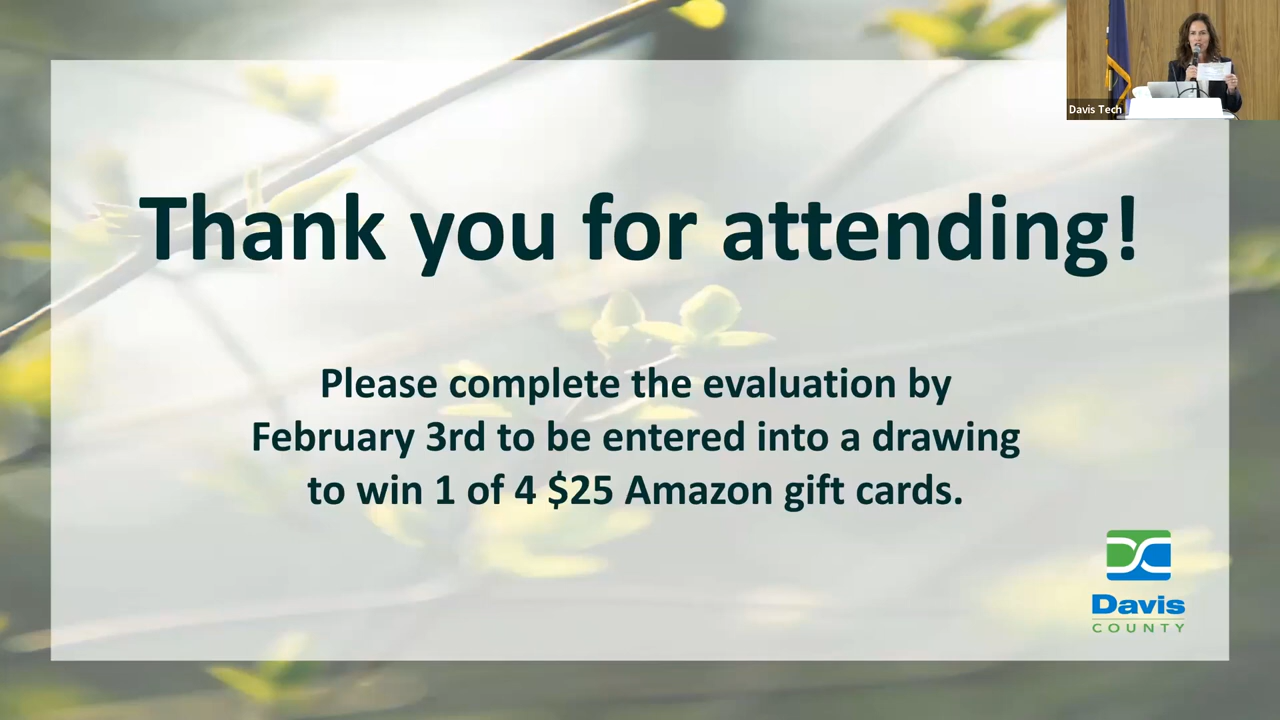 Davis Tech
Thank you for attending!
Please complete the evaluation by
February 3rd to be entered into a drawing
to win 1 of 4 $25 Amazon gift cards.
Davis
COUNTY